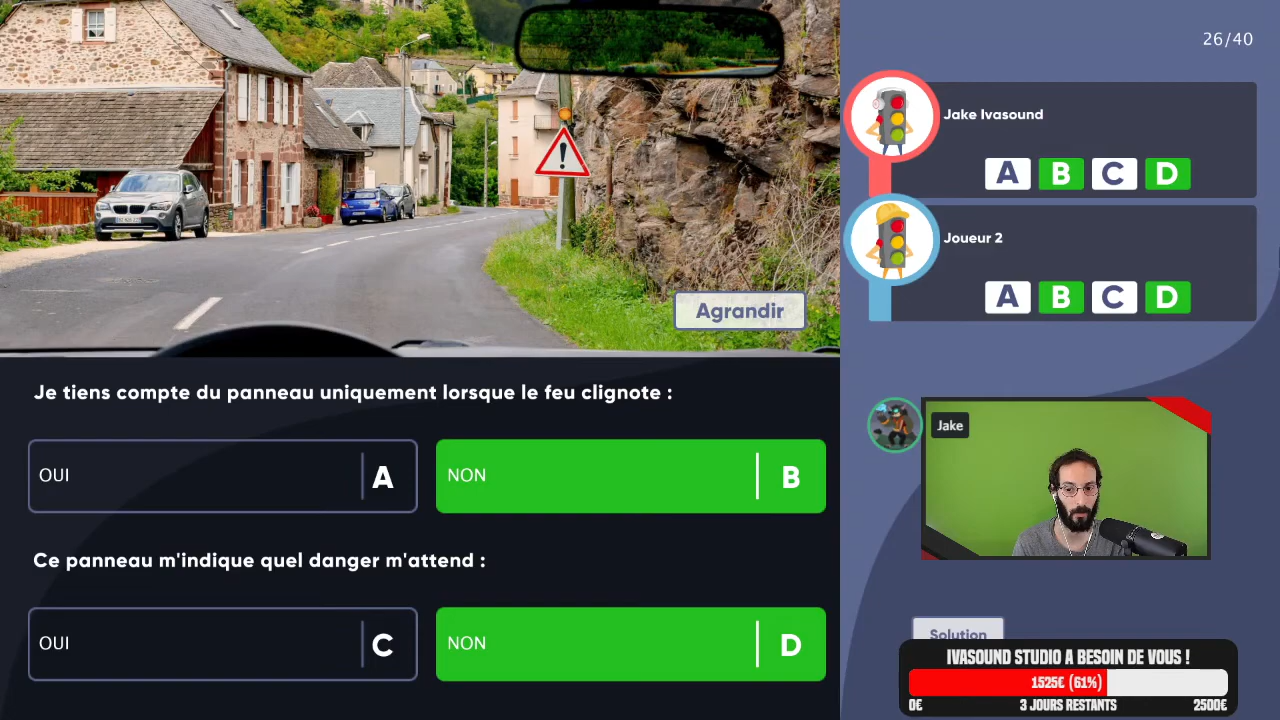 26/40
Jake Ivasound
A B C D
Joueur 2
A B C D
!
Agrandir
Je tiens compte du panneau uniquement lorsque le feu clignote :
OUI A
NON B
Ce panneau m'indique quel danger m'attend :
OUI C
NON D
Jake
Solution
IVASOUND STUDIO A BESOIN DE VOUS !
1525€ (61%)
0€ 3 JOURS RESTANTS 2500€